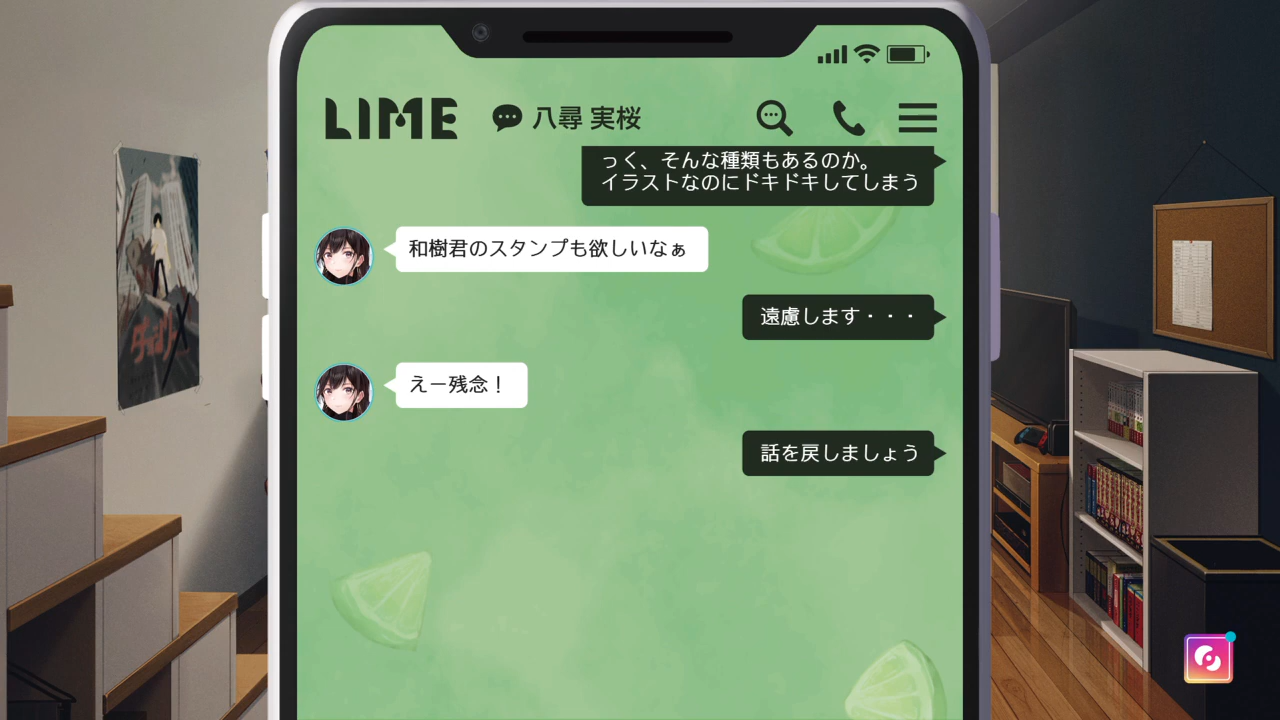 LIME
八尋 実桜
っく、そんな種類もあるのか。
イラストなのにドキドキしてしまう
和樹君のスタンプも欲しいなぁ
遠慮します・・・
えー残念！
話を戻しましょう